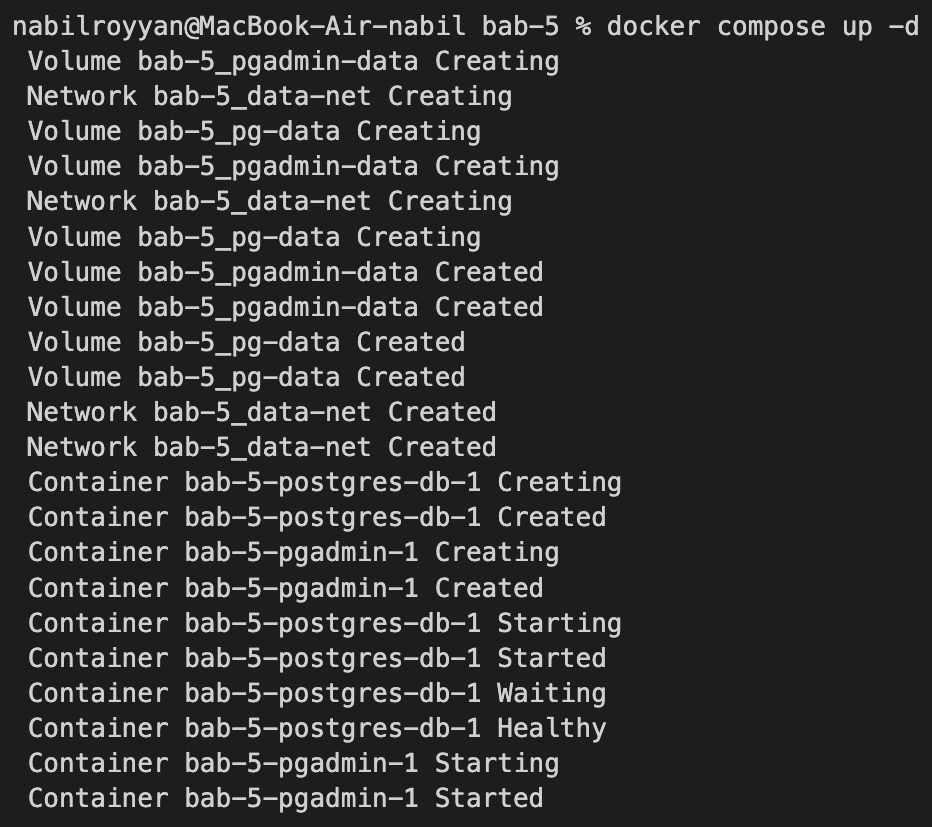 nabilroyyan@MacBook-Air-nabil bab-5 % docker compose up -d
Volume bab-5_pgadmin-data Creating
Network bab-5_data-net Creating
Volume bab-5_pg-data Creating
Volume bab-5_pgadmin-data Creating
Network bab-5_data-net Creating
Volume bab-5_pg-data Creating
Volume bab-5_pgadmin-data Created
Volume bab-5_pgadmin-data Created
Volume bab-5_pg-data Created
Volume bab-5_pg-data Created
Network bab-5_data-net Created
Network bab-5_data-net Created
Container bab-5-postgres-db-1 Creating
Container bab-5-postgres-db-1 Created
Container bab-5-pgadmin-1 Creating
Container bab-5-pgadmin-1 Created
Container bab-5-postgres-db-1 Starting
Container bab-5-postgres-db-1 Started
Container bab-5-postgres-db-1 Waiting
Container bab-5-postgres-db-1 Healthy
Container bab-5-pgadmin-1 Starting
Container bab-5-pgadmin-1 Started